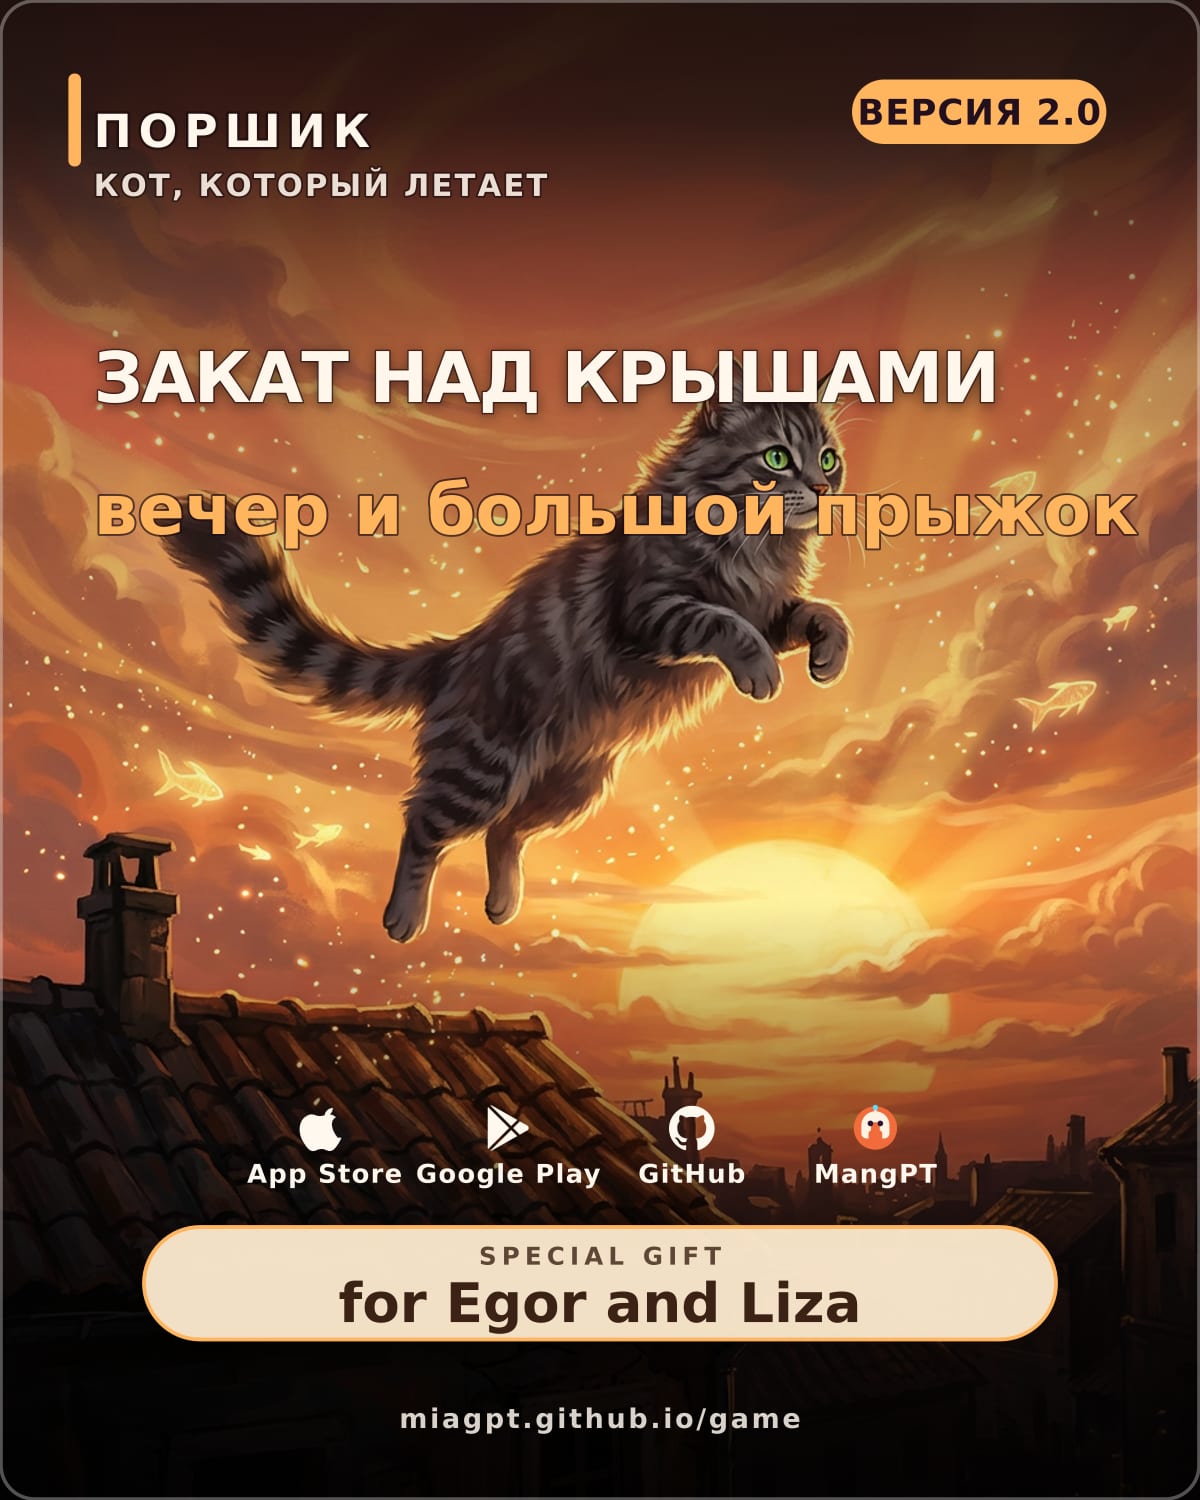 ПОРШИК
ВЕРСИЯ 2.0
КОТ, КОТОРЫЙ ЛЕТАЕТ
ЗАКАТ НАД КРЫШАМИ
вечер и большой прыжок
App Store
Google Play
GitHub
MangPT
SPECIAL GIFT
for Egor and Liza
miagpt.github.io/game